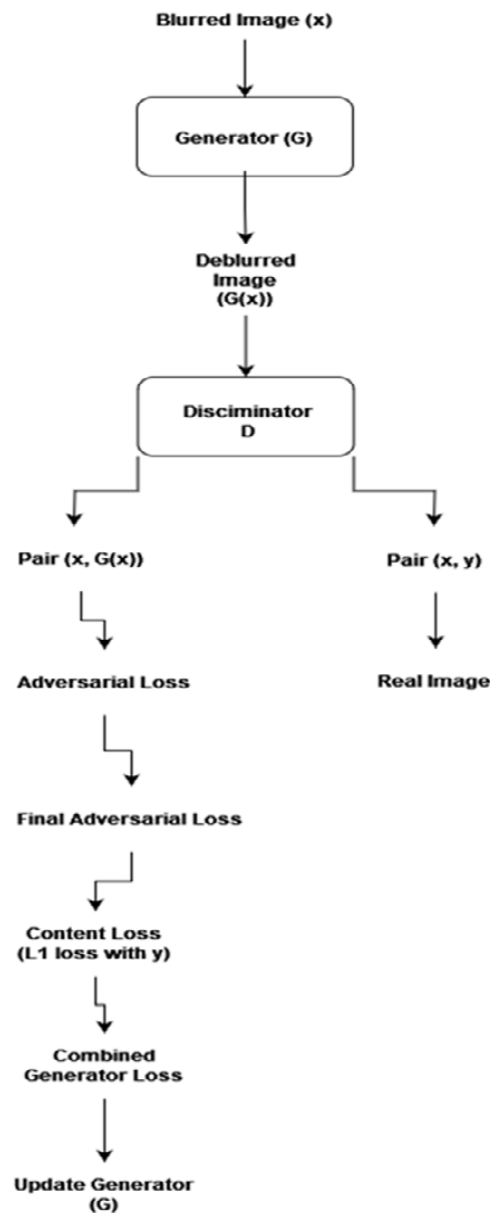 Blurred Image (x)
Generator (G)
Deblurred
Image
(G(x))
Disciminator
D
Pair (x, G(x))
Pair (x, y)
Adversarial Loss
Real Image
Final Adversarial Loss
Content Loss
(L1 loss with y)
Combined
Generator Loss
Update Generator
(G)